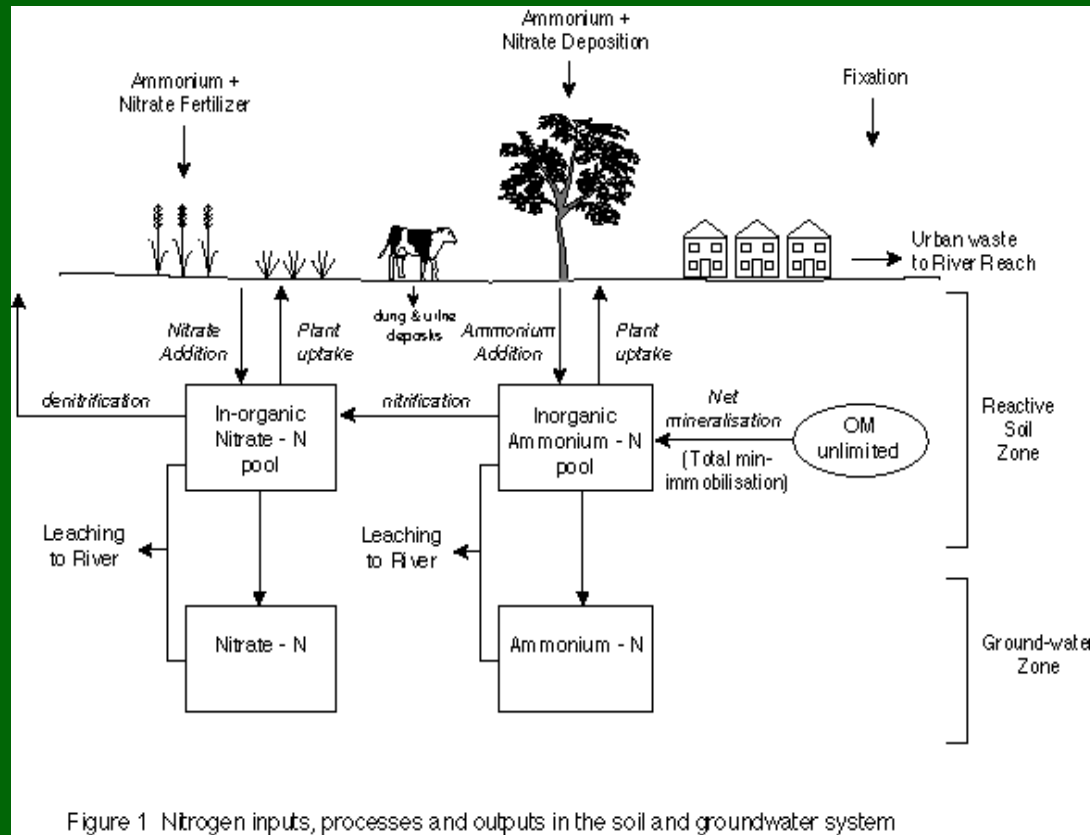 Ammonium +
Nitrate Deposition
Ammonium +
Nitrate Fertilizer
Fixation
Urban waste
to River Reach
dung & urine
deposits
Nitrate
Addition
Plant
uptake
Ammonium
Addition
Plant
uptake
denitrification
In-organic
Nitrate - N
pool
nitrification
Inorganic
Ammonium - N
pool
Net
mineralisation
(Total min-
immobilisation)
OM
unlimited
Reactive
Soil
Zone
Leaching
to River
Leaching
to River
Nitrate - N
Ammonium - N
Ground-water
Zone
Figure 1 Nitrogen inputs, processes and outputs in the soil and groundwater system